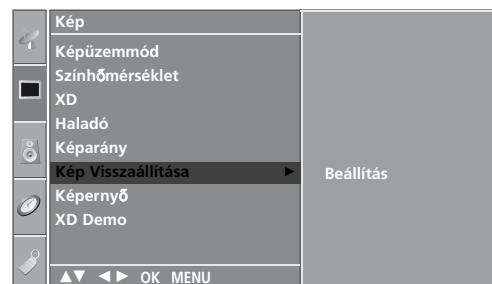 Kép
Képüzemmód
Színhőmérséklet
XD
Haladó
Képarány
Kép Visszaállítása ► Beállítás
Képernyő
XD Demo
▲▼ ◄► OK MENU